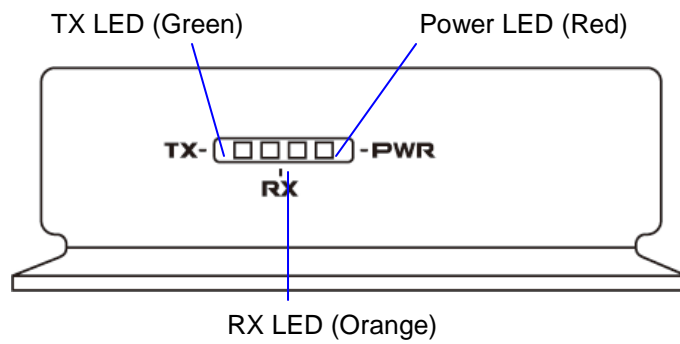 TX LED (Green)
Power LED (Red)
TX-
-PWR
RX
RX LED (Orange)